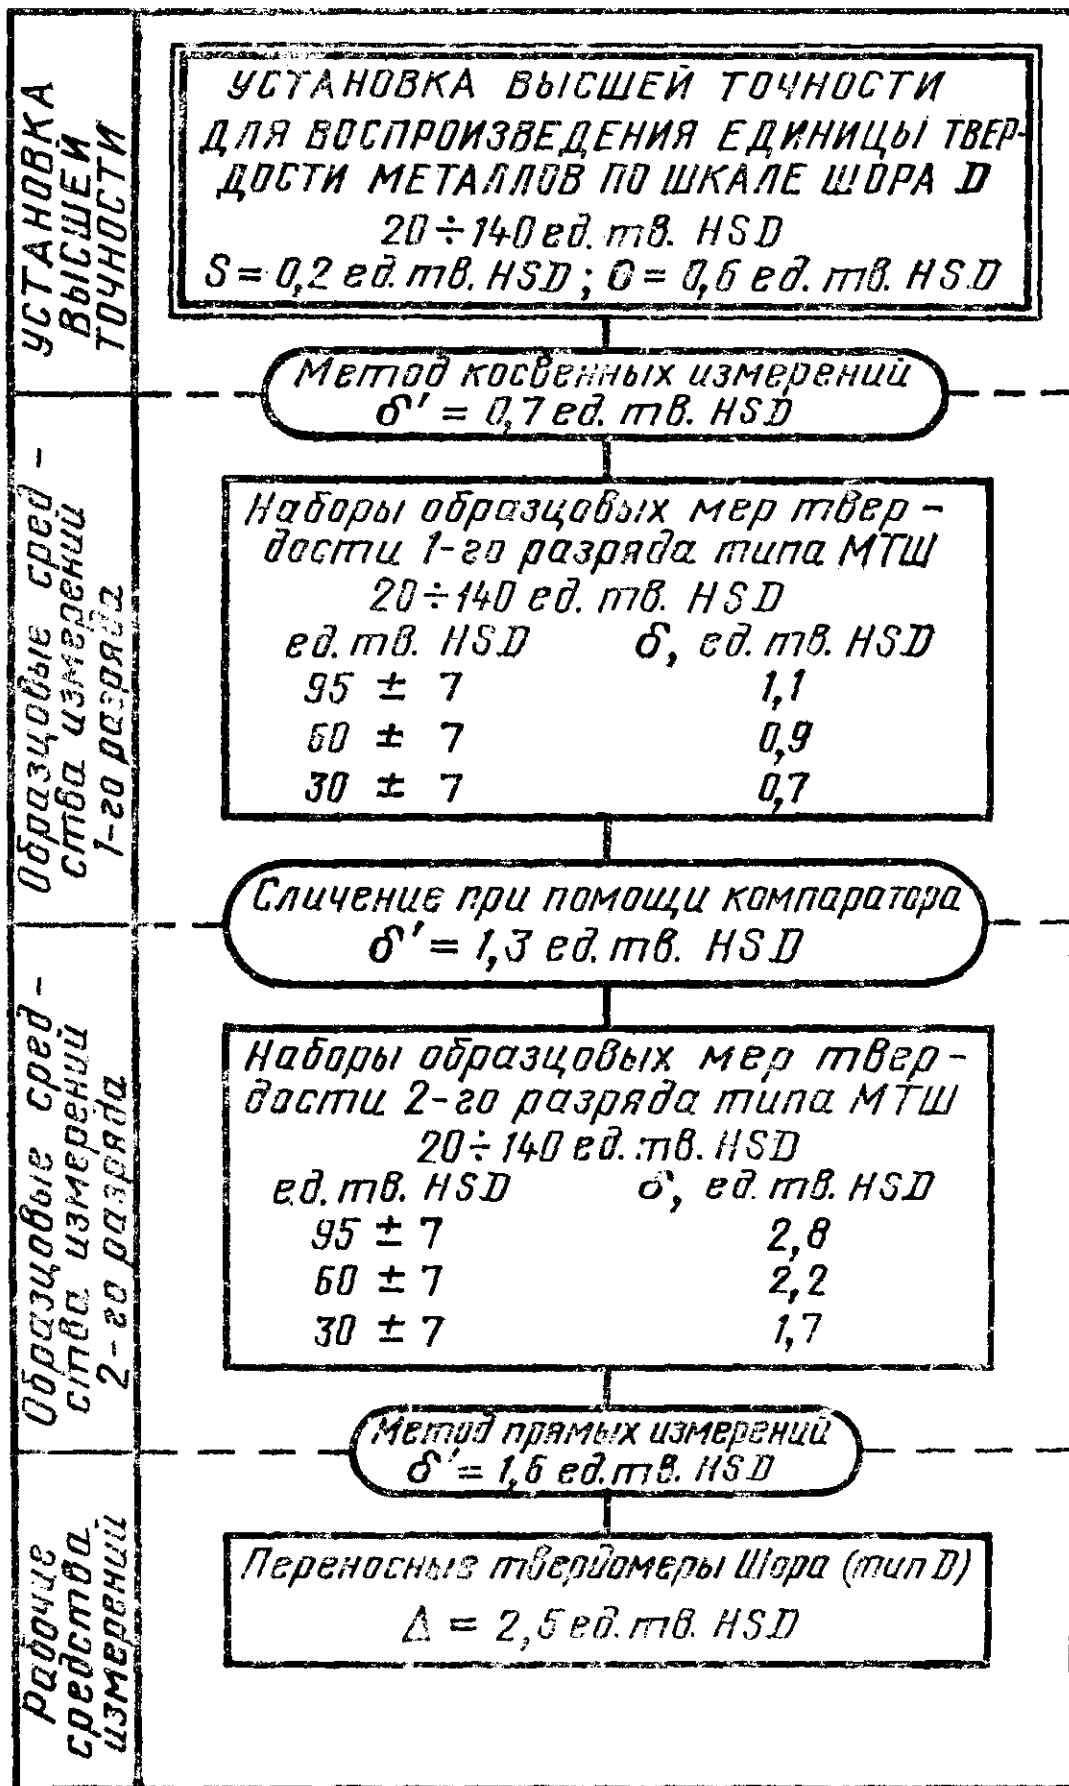 УСТАНОВКА
ВЫСШЕЙ
ТОЧНОСТИ
УСТАНОВКА ВЫСШЕЙ ТОЧНОСТИ
ДЛЯ ВОСПРОИЗВЕДЕНИЯ ЕДИНИЦЫ ТВЕР-
ДОСТИ МЕТАЛЛОВ ПО ШКАЛЕ ШОРА D
20÷140 ед. тв. HSD
S = 0,2 ед. тв. HSD ; Θ = 0,6 ед. тв. HSD
Метод косвенных измерений
δ' = 0,7 ед. тв. HSD
Образцовые сред-
ства измерений
1-го разряда
Наборы образцовых мер твер-
дости 1-го разряда типа МТШ
20÷140 ед. тв. HSD
ед. тв. HSD δ, ед. тв. HSD
95 ± 7 1,1
60 ± 7 0,9
30 ± 7 0,7
Сличение при помощи компаратора
δ' = 1,3 ед. тв. HSD
Образцовые сред-
ства измерений
2-го разряда
Наборы образцовых мер твер-
дости 2-го разряда типа МТШ
20÷140 ед. тв. HSD
ед. тв. HSD δ, ед. тв. HSD
95 ± 7 2,8
60 ± 7 2,2
30 ± 7 1,7
Метод прямых измерений
δ' = 1,6 ед. тв. HSD
Рабочие
средства
измерений
Переносные твердомеры Шора (тип D)
Δ = 2,5 ед. тв. HSD